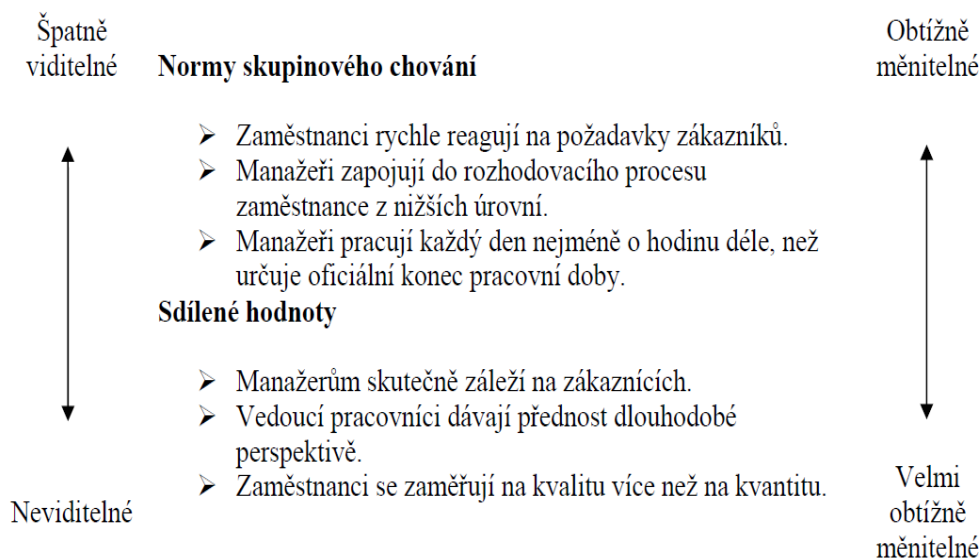 Špatně
viditelné
Obtížně
měnitelné
Normy skupinového chování
➢ Zaměstnanci rychle reagují na požadavky zákazníků.
➢ Manažeři zapojují do rozhodovacího procesu
zaměstnance z nižších úrovní.
➢ Manažeři pracují každý den nejméně o hodinu déle, než
určuje oficiální konec pracovní doby.
Sdílené hodnoty
➢ Manažerům skutečně záleží na zákaznících.
➢ Vedoucí pracovníci dávají přednost dlouhodobé
perspektivě.
➢ Zaměstnanci se zaměřují na kvalitu více než na kvantitu.
Neviditelné
Velmi
obtížně
měnitelné